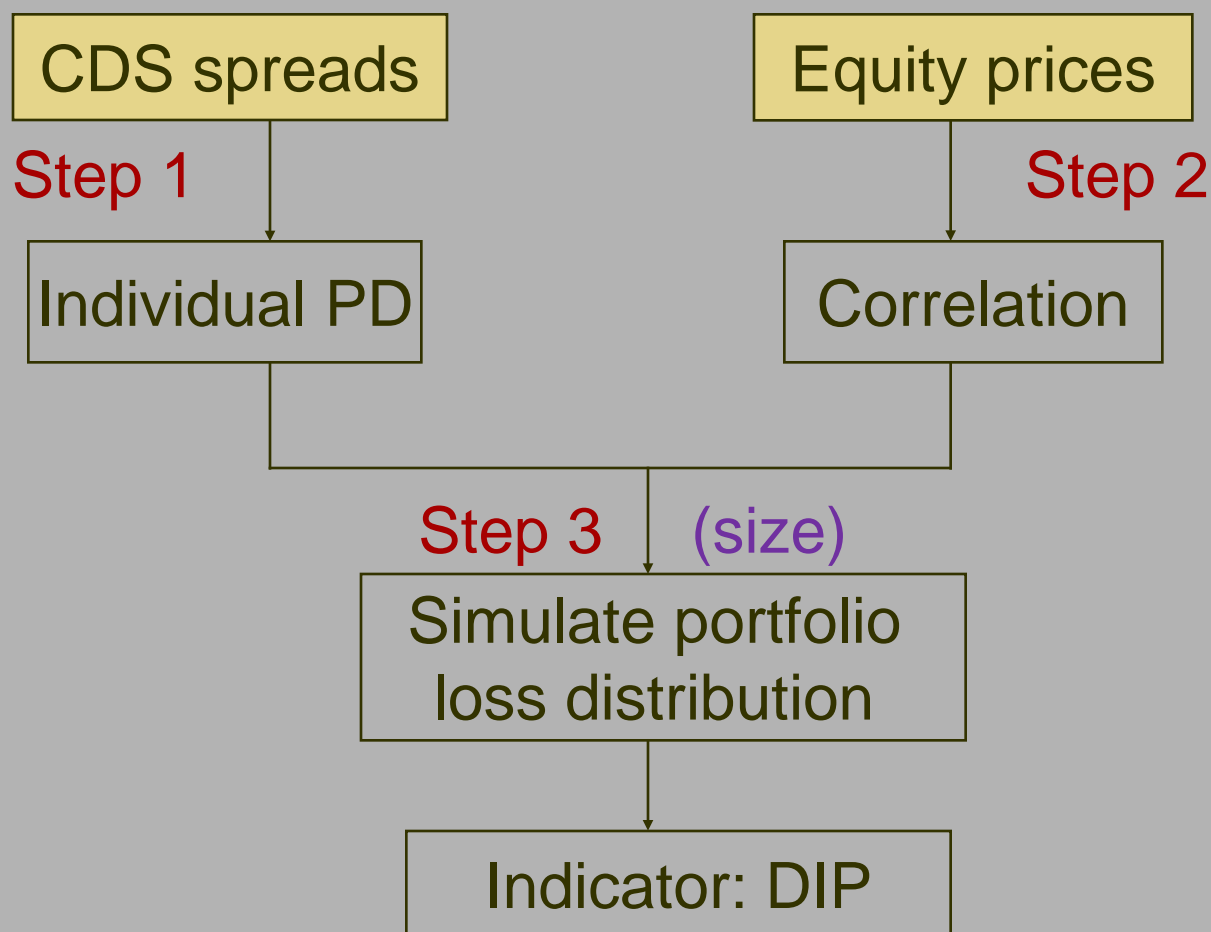 CDS spreads
Equity prices
Step 1
Step 2
Individual PD
Correlation
Step 3
(size)
Simulate portfolio
loss distribution
Indicator: DIP